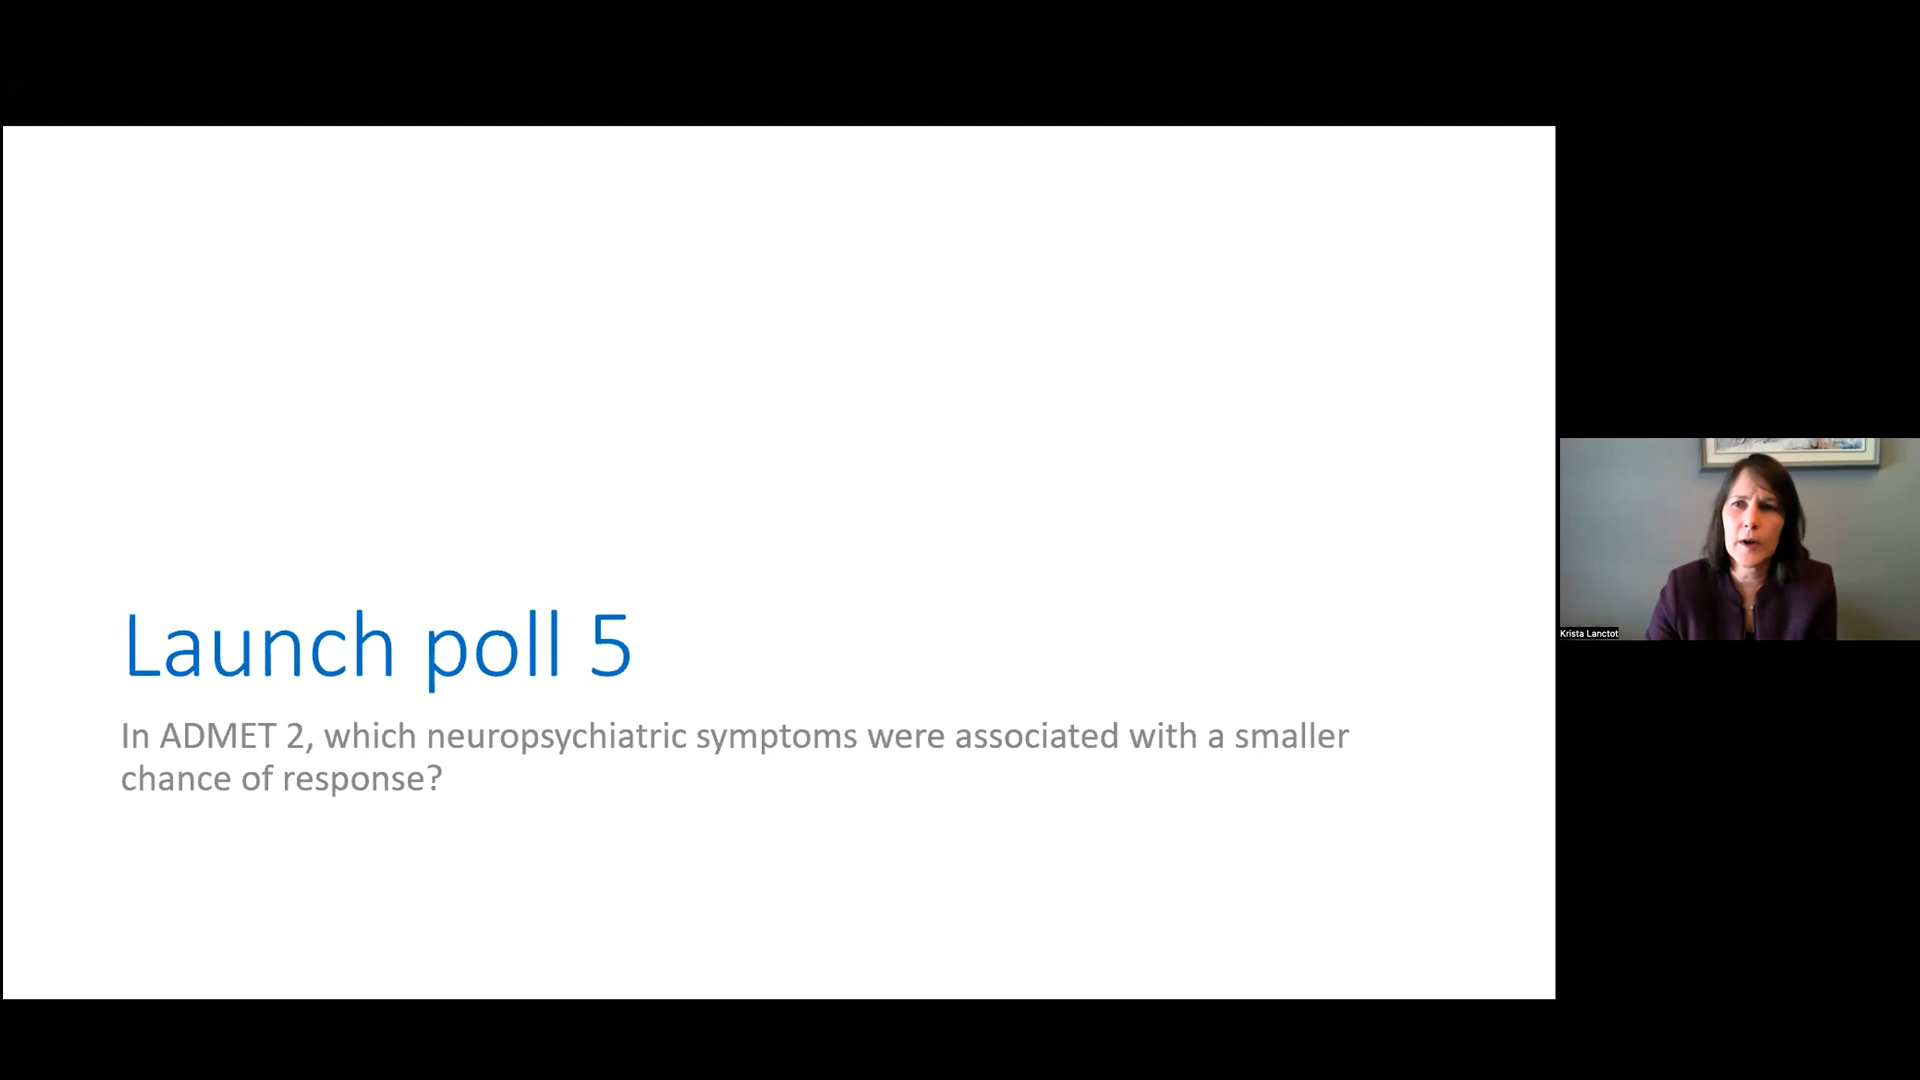 Launch poll 5
In ADMET 2, which neuropsychiatric symptoms were associated with a smaller
chance of response?
Krista Lanctot